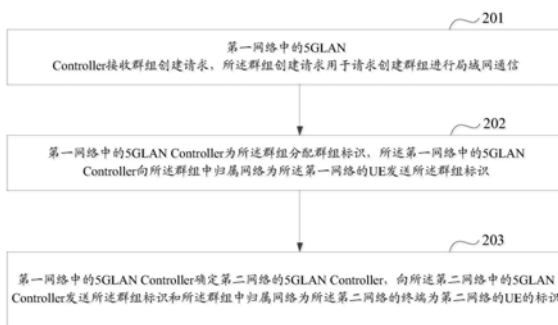 201
第一网络中的5GLAN
Controller接收群组创建请求，所述群组创建请求用于请求创建群组进行局域网通信
202
第一网络中的5GLAN Controller为所述群组分配群组标识，所述第一网络中的5GLAN
Controller向所述群组中归属网络为所述第一网络的UE发送所述群组标识
203
第一网络中的5GLAN Controller确定第二网络的5GLAN Controller，向所述第二网络中的5GLAN
Controller发送所述群组标识和所述群组中归属网络为所述第二网络的终端为第二网络的UE的标识